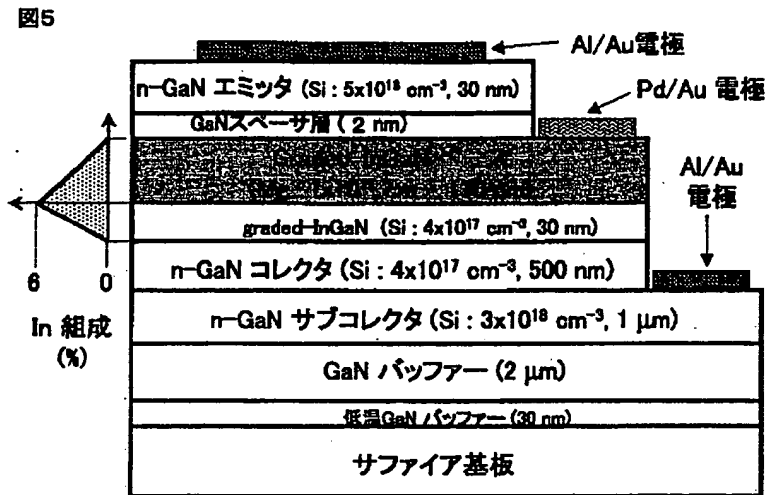 図5
Al/Au電極
n-GaN エミッタ (Si : 5x10¹⁸ cm⁻³, 30 nm)
Pd/Au 電極
GaNスペーサ層 ( 2 nm)
Al/Au
電極
graded-InGaN (Si : 4x10¹⁷ cm⁻³, 30 nm)
n-GaN コレクタ (Si : 4x10¹⁷ cm⁻³, 500 nm)
6 0
In 組成
(%)
n-GaN サブコレクタ (Si : 3x10¹⁸ cm⁻³, 1 μm)
GaN バッファー (2 μm)
低温GaN バッファー (30 nm)
サファイア基板